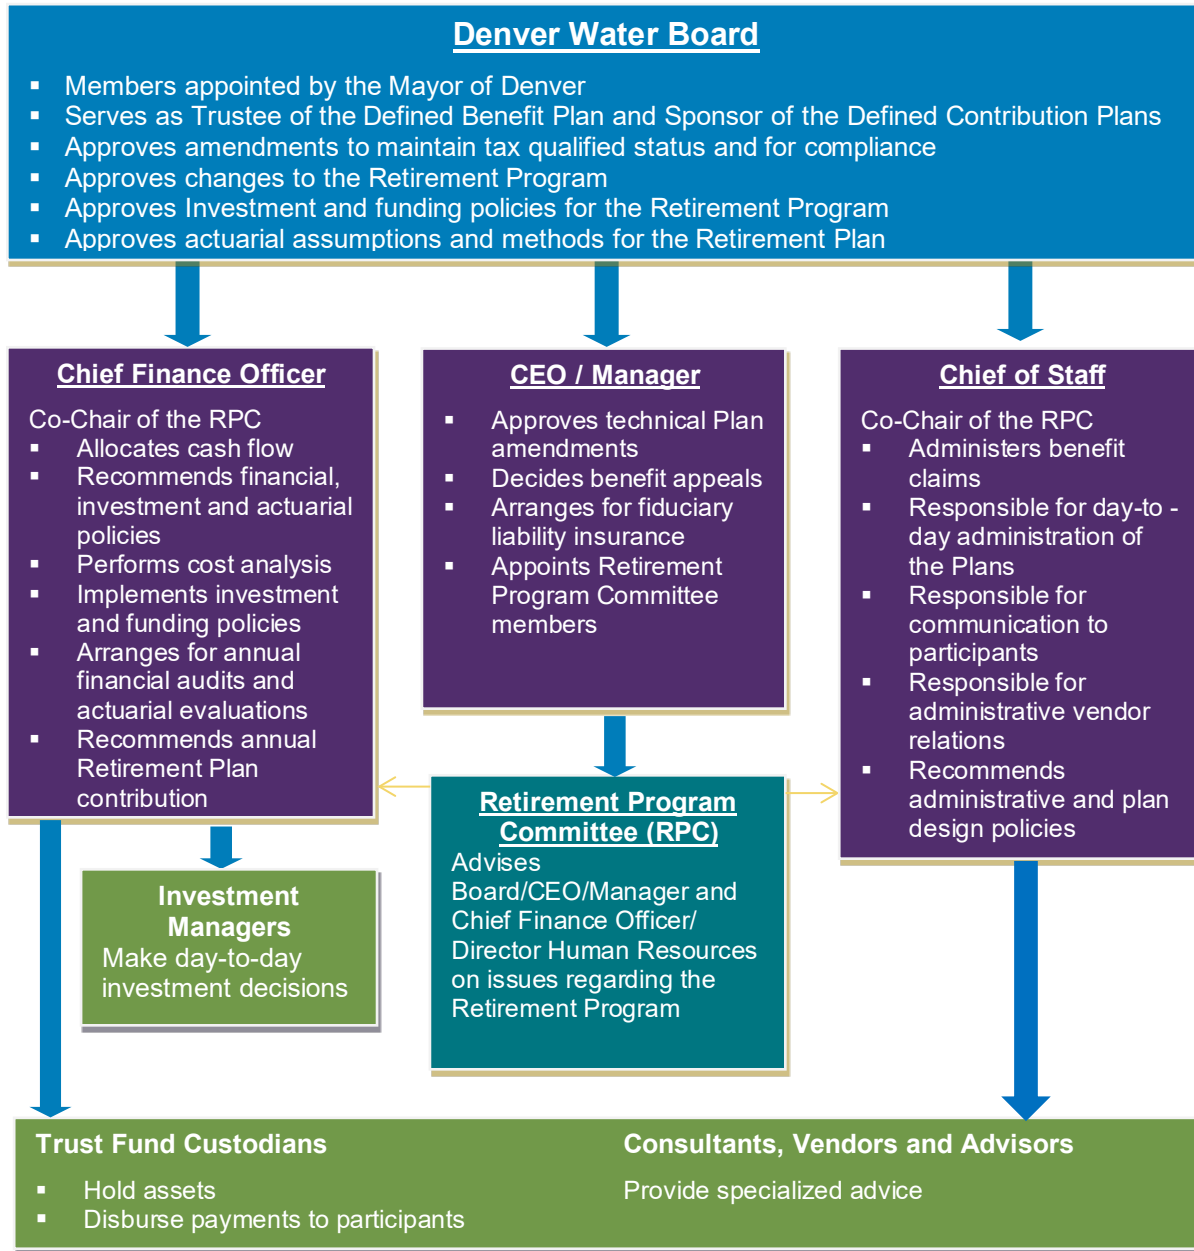 Denver Water Board
▪ Members appointed by the Mayor of Denver
▪ Serves as Trustee of the Defined Benefit Plan and Sponsor of the Defined Contribution Plans
▪ Approves amendments to maintain tax qualified status and for compliance
▪ Approves changes to the Retirement Program
▪ Approves Investment and funding policies for the Retirement Program
▪ Approves actuarial assumptions and methods for the Retirement Plan
Chief Finance Officer
Co-Chair of the RPC
▪ Allocates cash flow
▪ Recommends financial,
investment and actuarial
policies
▪ Performs cost analysis
▪ Implements investment
and funding policies
▪ Arranges for annual
financial audits and
actuarial evaluations
▪ Recommends annual
Retirement Plan
contribution
CEO / Manager
▪ Approves technical Plan
amendments
▪ Decides benefit appeals
▪ Arranges for fiduciary
liability insurance
▪ Appoints Retirement
Program Committee
members
Chief of Staff
Co-Chair of the RPC
▪ Administers benefit
claims
▪ Responsible for day-to -
day administration of
the Plans
▪ Responsible for
communication to
participants
▪ Responsible for
administrative vendor
relations
▪ Recommends
administrative and plan
design policies
Retirement Program
Committee (RPC)
Advises
Board/CEO/Manager and
Chief Finance Officer/
Director Human Resources
on issues regarding the
Retirement Program
Investment
Managers
Make day-to-day
investment decisions
Trust Fund Custodians
▪ Hold assets
▪ Disburse payments to participants
Consultants, Vendors and Advisors
Provide specialized advice